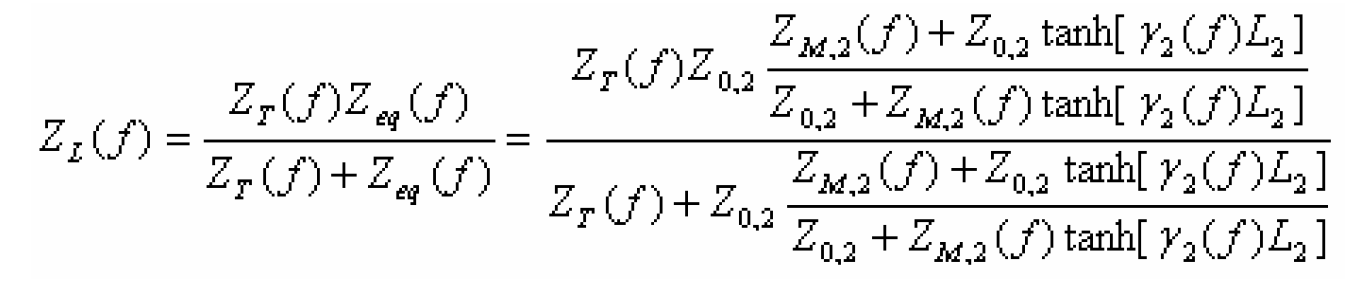 Z_L(f) = \frac{Z_T(f)Z_{eq}(f)}{Z_T(f)+Z_{eq}(f)} = \frac{Z_T(f)Z_{0,2}\frac{Z_{M,2}(f)+Z_{0,2}\tanh[\gamma_2(f)L_2]}{Z_{0,2}+Z_{M,2}(f)\tanh[\gamma_2(f)L_2]}}{Z_T(f)+Z_{0,2}\frac{Z_{M,2}(f)+Z_{0,2}\tanh[\gamma_2(f)L_2]}{Z_{0,2}+Z_{M,2}(f)\tanh[\gamma_2(f)L_2]}}